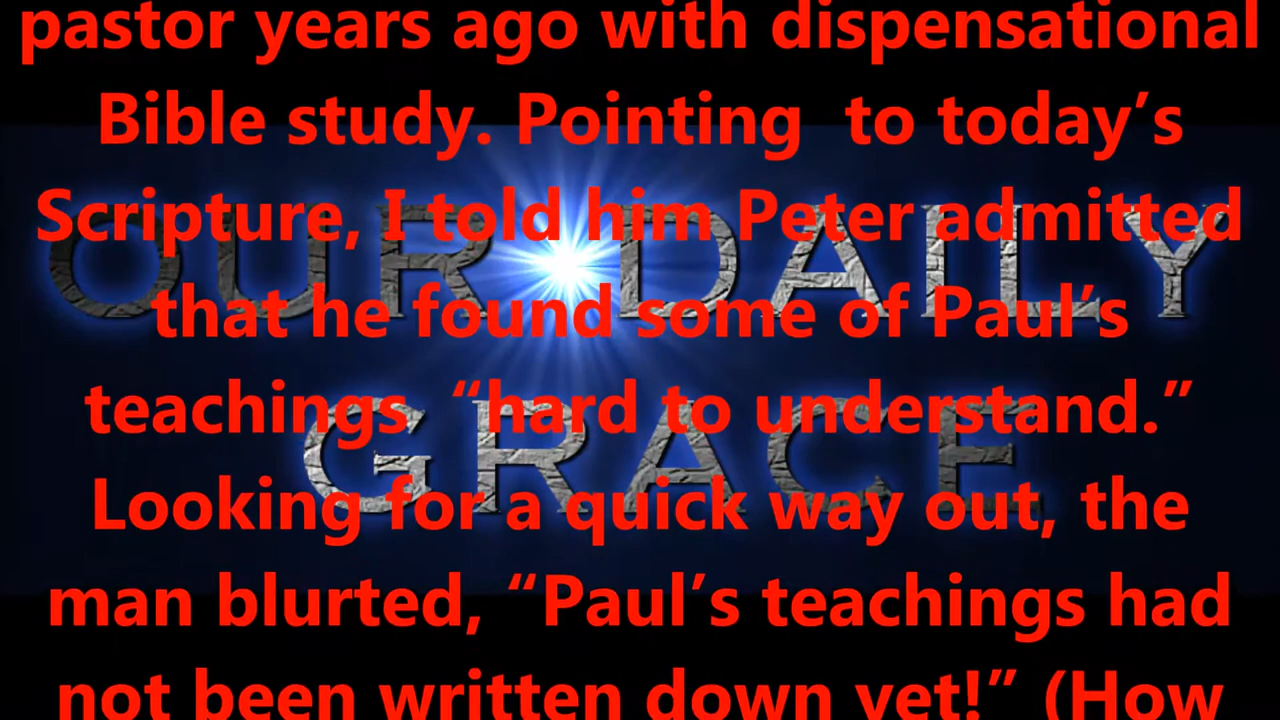 pastor years ago with dispensational
Bible study. Pointing  to today’s
Scripture, I told him Peter admitted
that he found some of Paul’s
teachings  “hard to understand.”
Looking for a quick way out, the
man blurted, “Paul’s teachings had
not been written down yet!” (How
OUR DAILY
GRACE